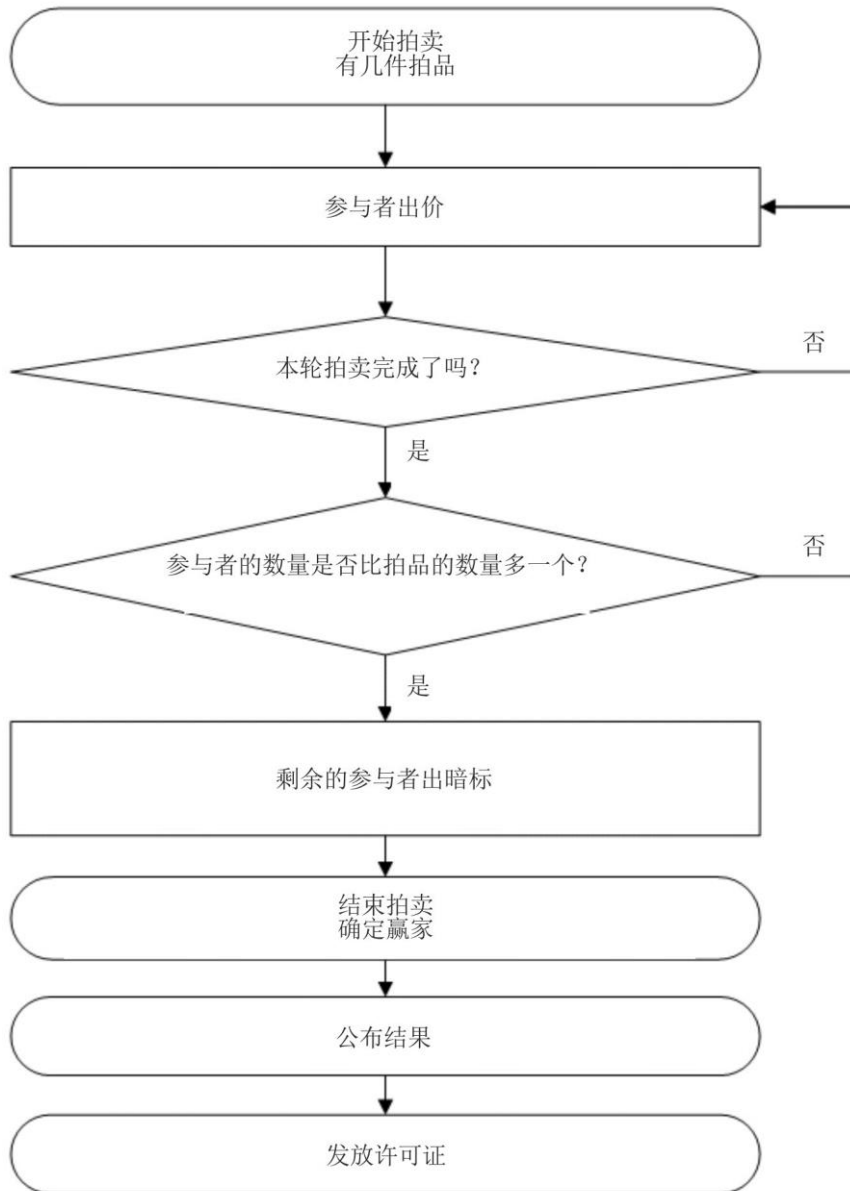 开始拍卖
有几件拍品
参与者出价
本轮拍卖完成了吗?
否
是
参与者的数量是否比拍品的数量多一个?
否
是
剩余的参与者出暗标
结束拍卖
确定赢家
公布结果
发放许可证